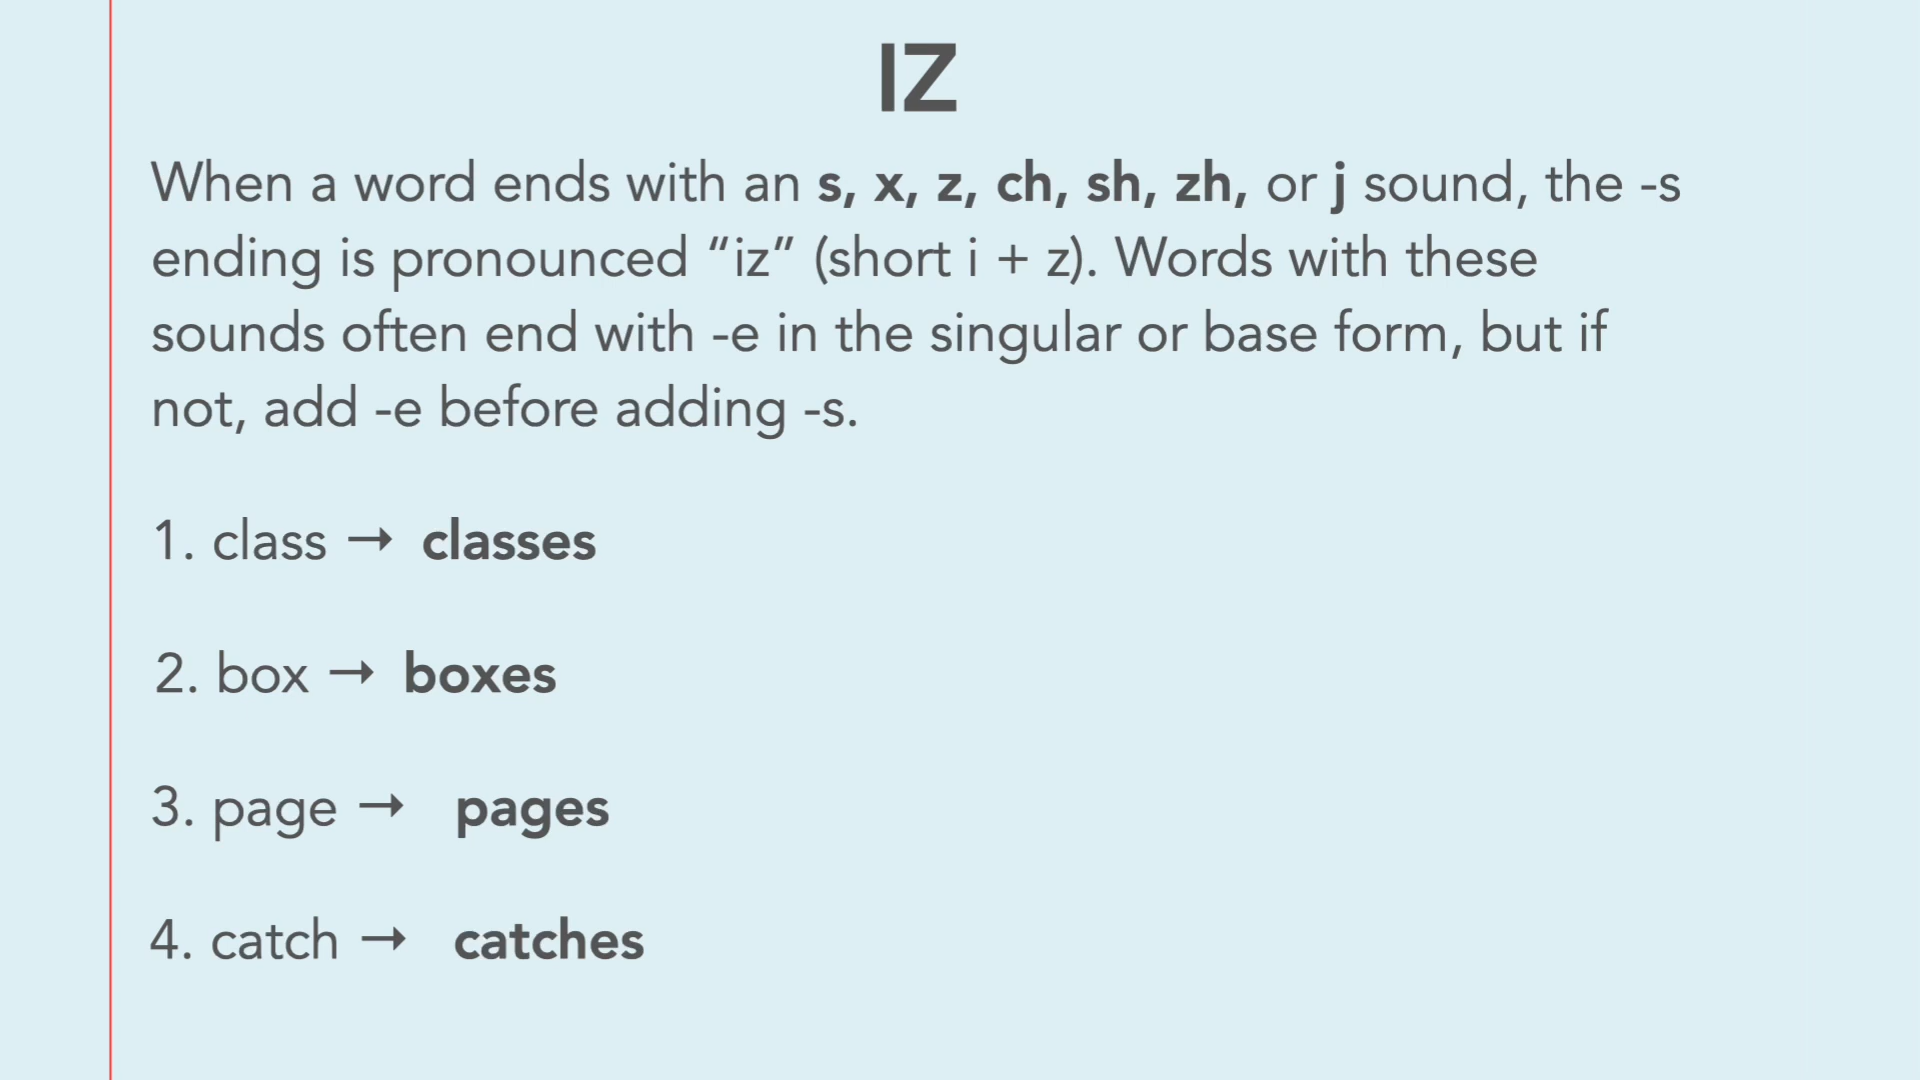 IZ
When a word ends with an s, x, z, ch, sh, zh, or j sound, the -s
ending is pronounced “iz” (short i + z). Words with these
sounds often end with -e in the singular or base form, but if
not, add -e before adding -s.
1. class → classes
2. box → boxes
3. page → pages
4. catch → catches